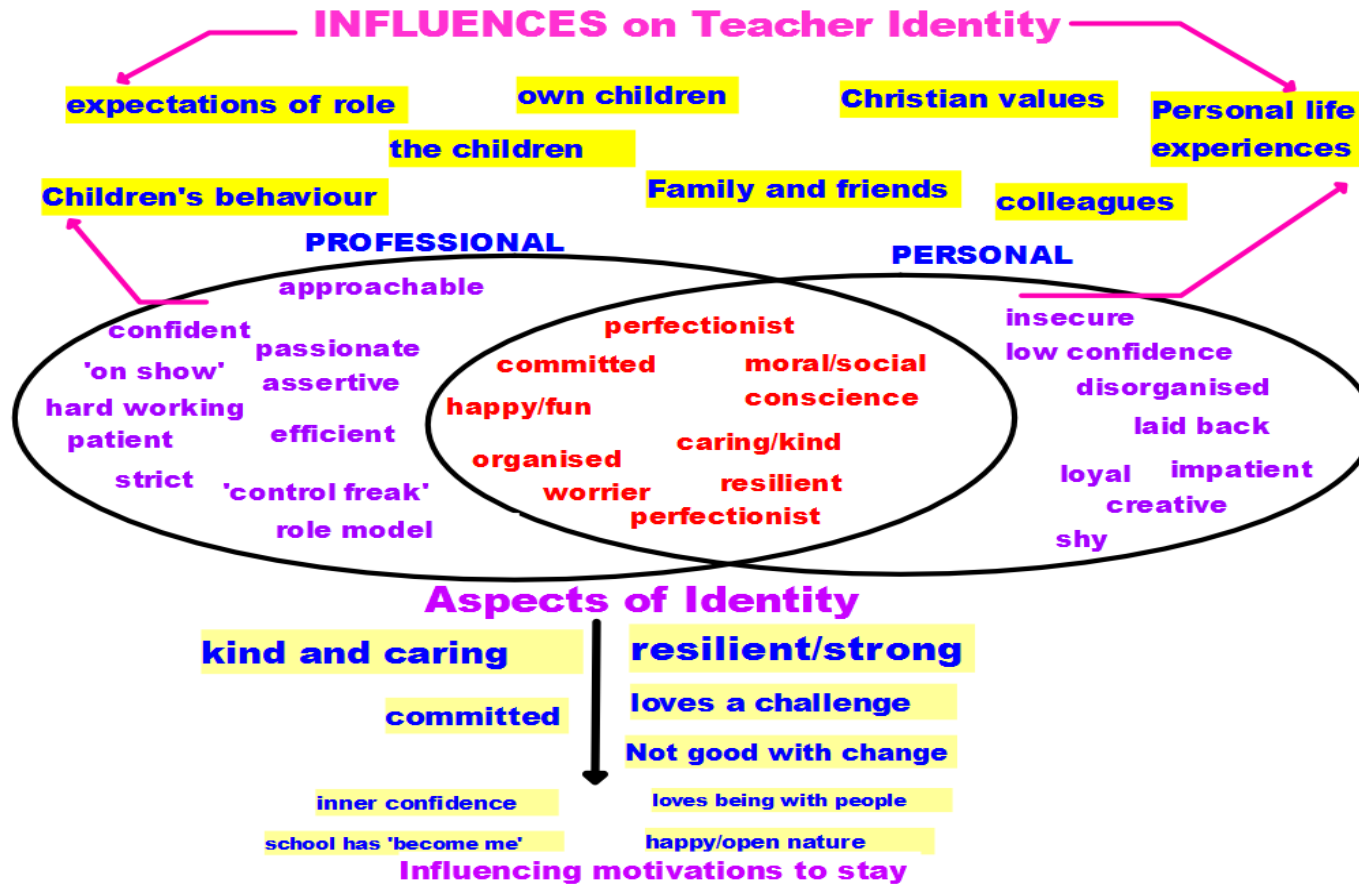 INFLUENCES on Teacher Identity
expectations of role
own children
Christian values
Personal life
experiences
the children
Children's behaviour
Family and friends
colleagues
PROFESSIONAL
PERSONAL
approachable
confident
passionate
'on show'
assertive
hard working
patient
efficient
strict
'control freak'
role model
perfectionist
committed
moral/social
conscience
happy/fun
caring/kind
organised
worrier
resilient
perfectionist
insecure
low confidence
disorganised
laid back
loyal
impatient
creative
shy
Aspects of Identity
kind and caring
resilient/strong
committed
loves a challenge
Not good with change
inner confidence
loves being with people
school has 'become me'
happy/open nature
Influencing motivations to stay